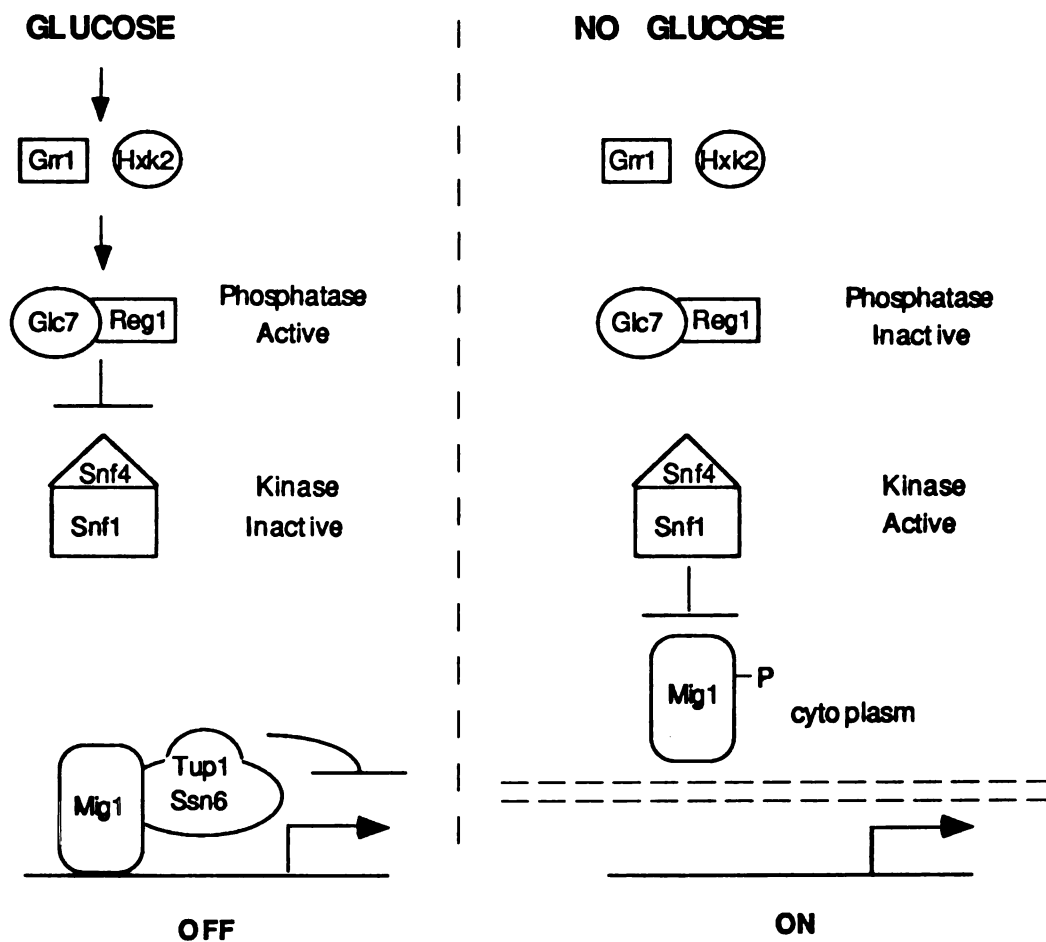 GLUCOSE
Grr1
Hxk2
Glc7
Reg1
Phosphatase
Active
Snf4
Snf1
Kinase
Inactive
Tup1
Ssn6
Mig1
OFF
NO GLUCOSE
Grr1
Hxk2
Glc7
Reg1
Phosphatase
Inactive
Snf4
Snf1
Kinase
Active
Mig1
P
cytoplasm
ON